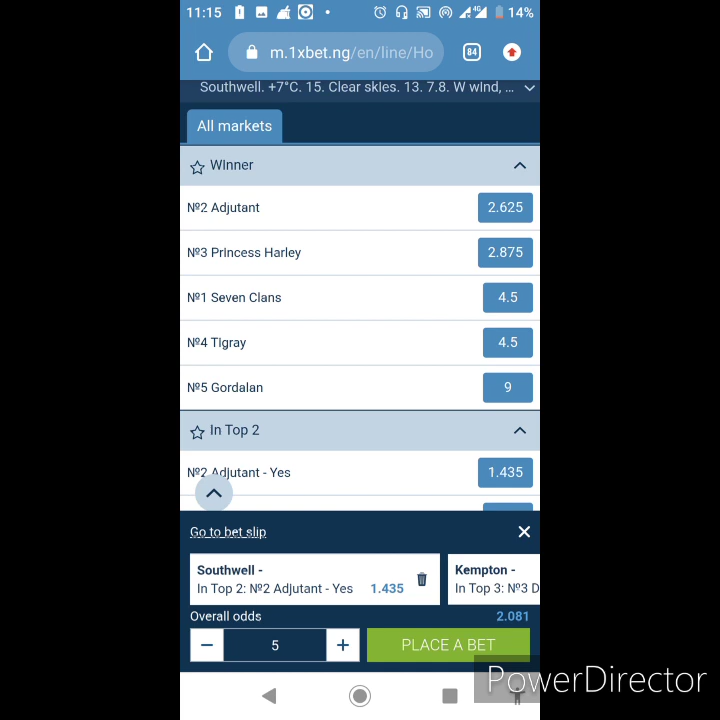 11:15
4G
14%
m.1xbet.ng/en/line/Ho
84
Southwell. +7°C. 15. Clear skies. 13. 7.8. W wind, ...
All markets
Winner
№2 Adjutant 2.625
№3 Princess Harley 2.875
№1 Seven Clans 4.5
№4 Tigray 4.5
№5 Gordalan 9
In Top 2
№2 Adjutant - Yes 1.435
Go to bet slip
Southwell -
In Top 2: №2 Adjutant - Yes 1.435
Kempton -
In Top 3: №3 D
Overall odds 2.081
− 5 + PLACE A BET
PowerDirector